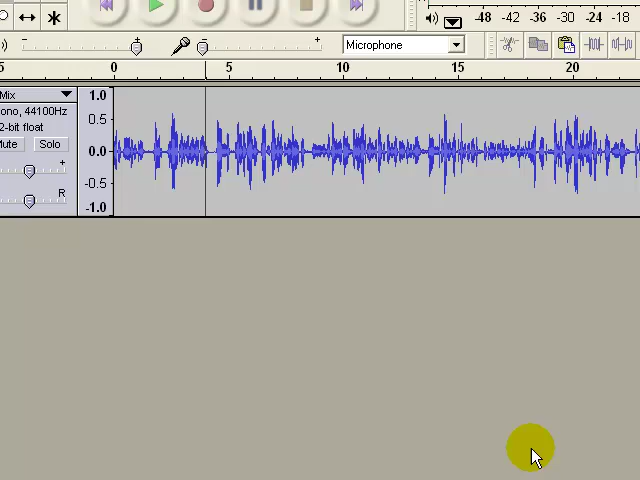 -48 -42 -36 -30 -24 -18
- + - + Microphone
5 0 5 10 15 20
Mix 1.0
ono, 44100Hz
2-bit float 0.5
Mute Solo
0.0
- +
-0.5
R
-1.0